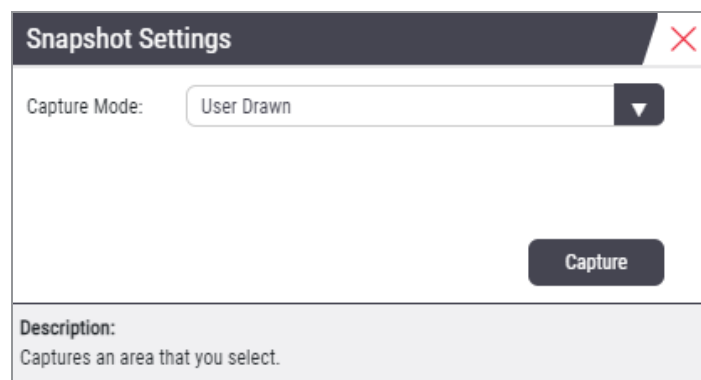 Snapshot Settings
Capture Mode: User Drawn
Capture
Description:
Captures an area that you select.